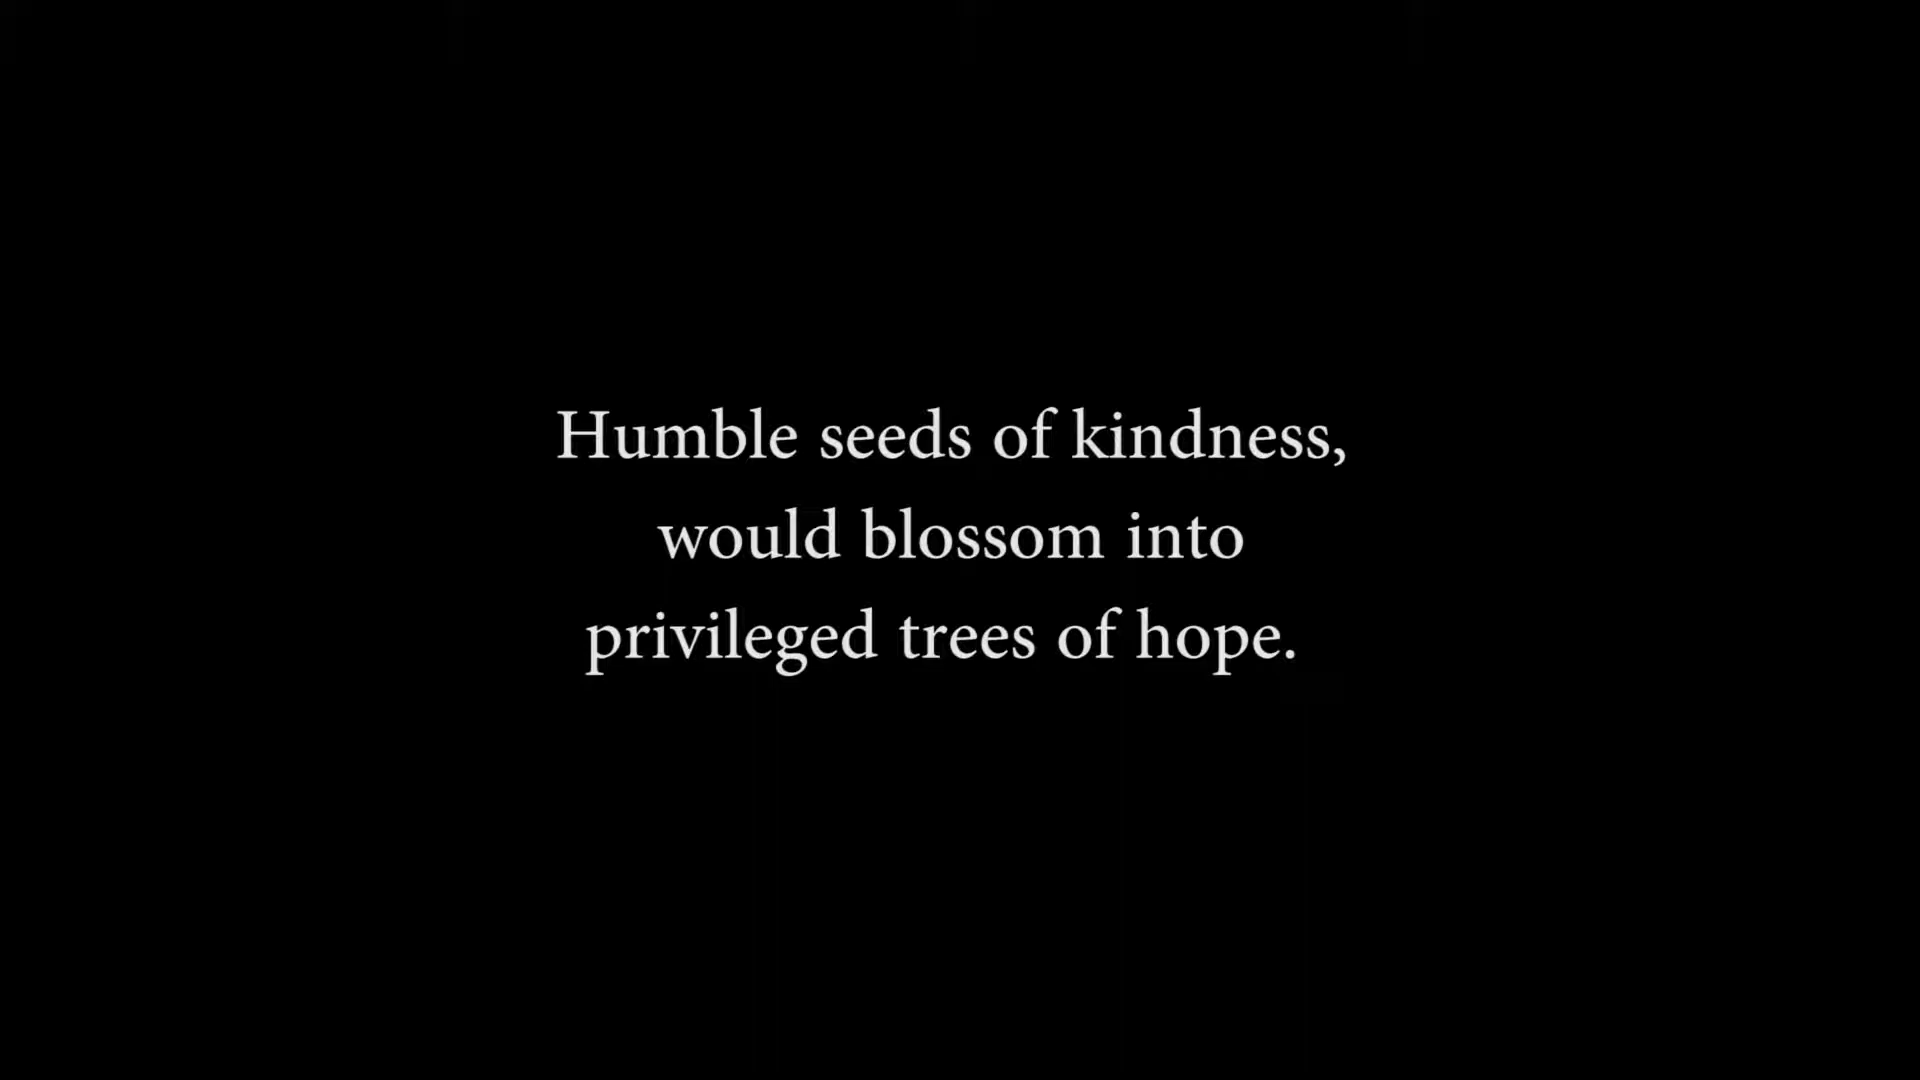 Humble seeds of kindness,
would blossom into
privileged trees of hope.